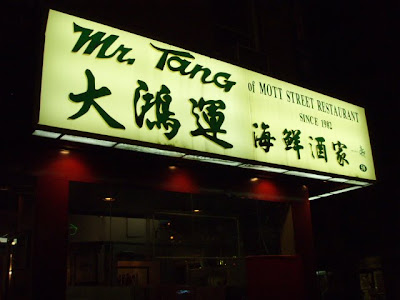 Mr. Tang
of MOTT STREET RESTAURANT
SINCE 1982
大鴻運
海鮮酒家